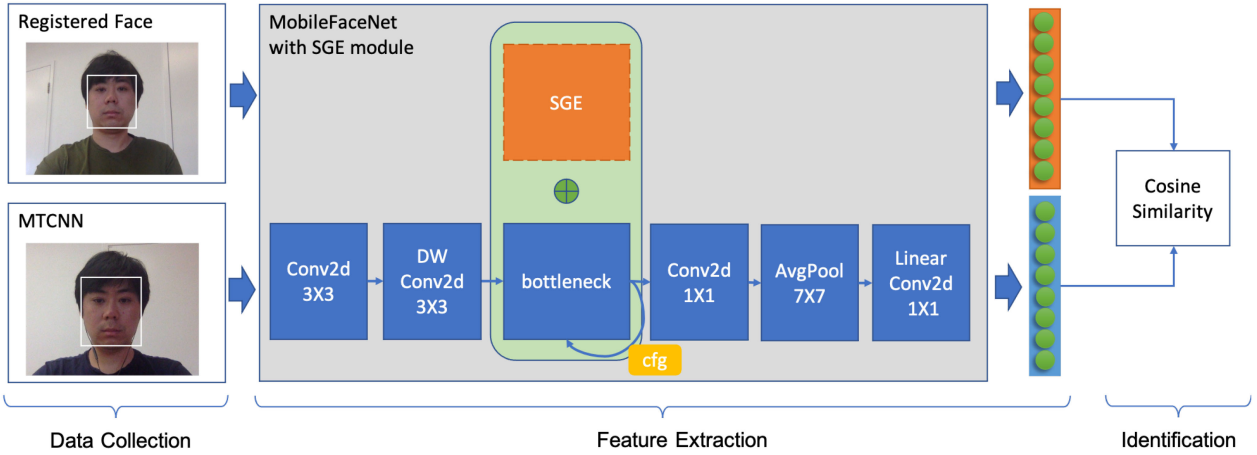 Registered Face
MTCNN
MobileFaceNet
with SGE module
SGE
Conv2d
3X3
DW
Conv2d
3X3
bottleneck
cfg
Conv2d
1X1
AvgPool
7X7
Linear
Conv2d
1X1
Cosine
Similarity
Data Collection
Feature Extraction
Identification